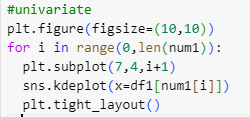 #univariate
plt.figure(figsize=(10,10))
for i in range(0,len(num1)):
  plt.subplot(7,4,i+1)
  sns.kdeplot(x=df1[num1[i]])
  plt.tight_layout()